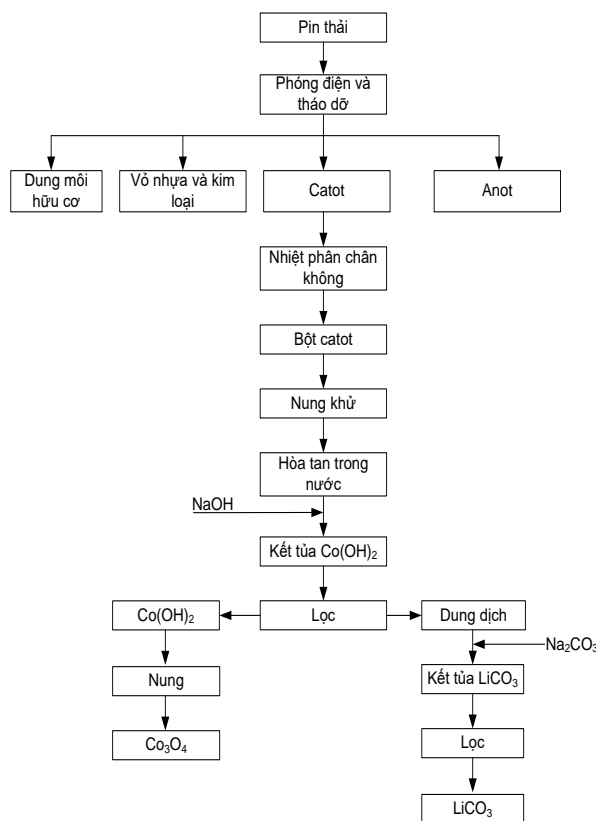 Pin thải
Phóng điện và
tháo dỡ
Dung môi
hữu cơ
Vỏ nhựa và kim
loại
Catot
Anot
Nhiệt phân chân
không
Bột catot
Nung khử
Hòa tan trong
nước
NaOH
Kết tủa Co(OH)₂
Co(OH)₂
Lọc
Dung dịch
Na₂CO₃
Nung
Kết tủa LiCO₃
Co₃O₄
Lọc
LiCO₃